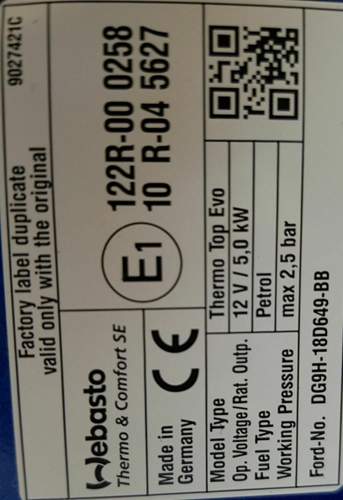 Factory label duplicate
valid only with the original
9027421C
Webasto
Thermo & Comfort SE
E1
122R-00 0258
10 R-04 5627
Made in
Germany
CE
Model Type Thermo Top Evo
Op. Voltage/Rat. Outp. 12 V / 5,0 kW
Fuel Type Petrol
Working Pressure max 2,5 bar
Ford-No. DG9H-18D649-BB